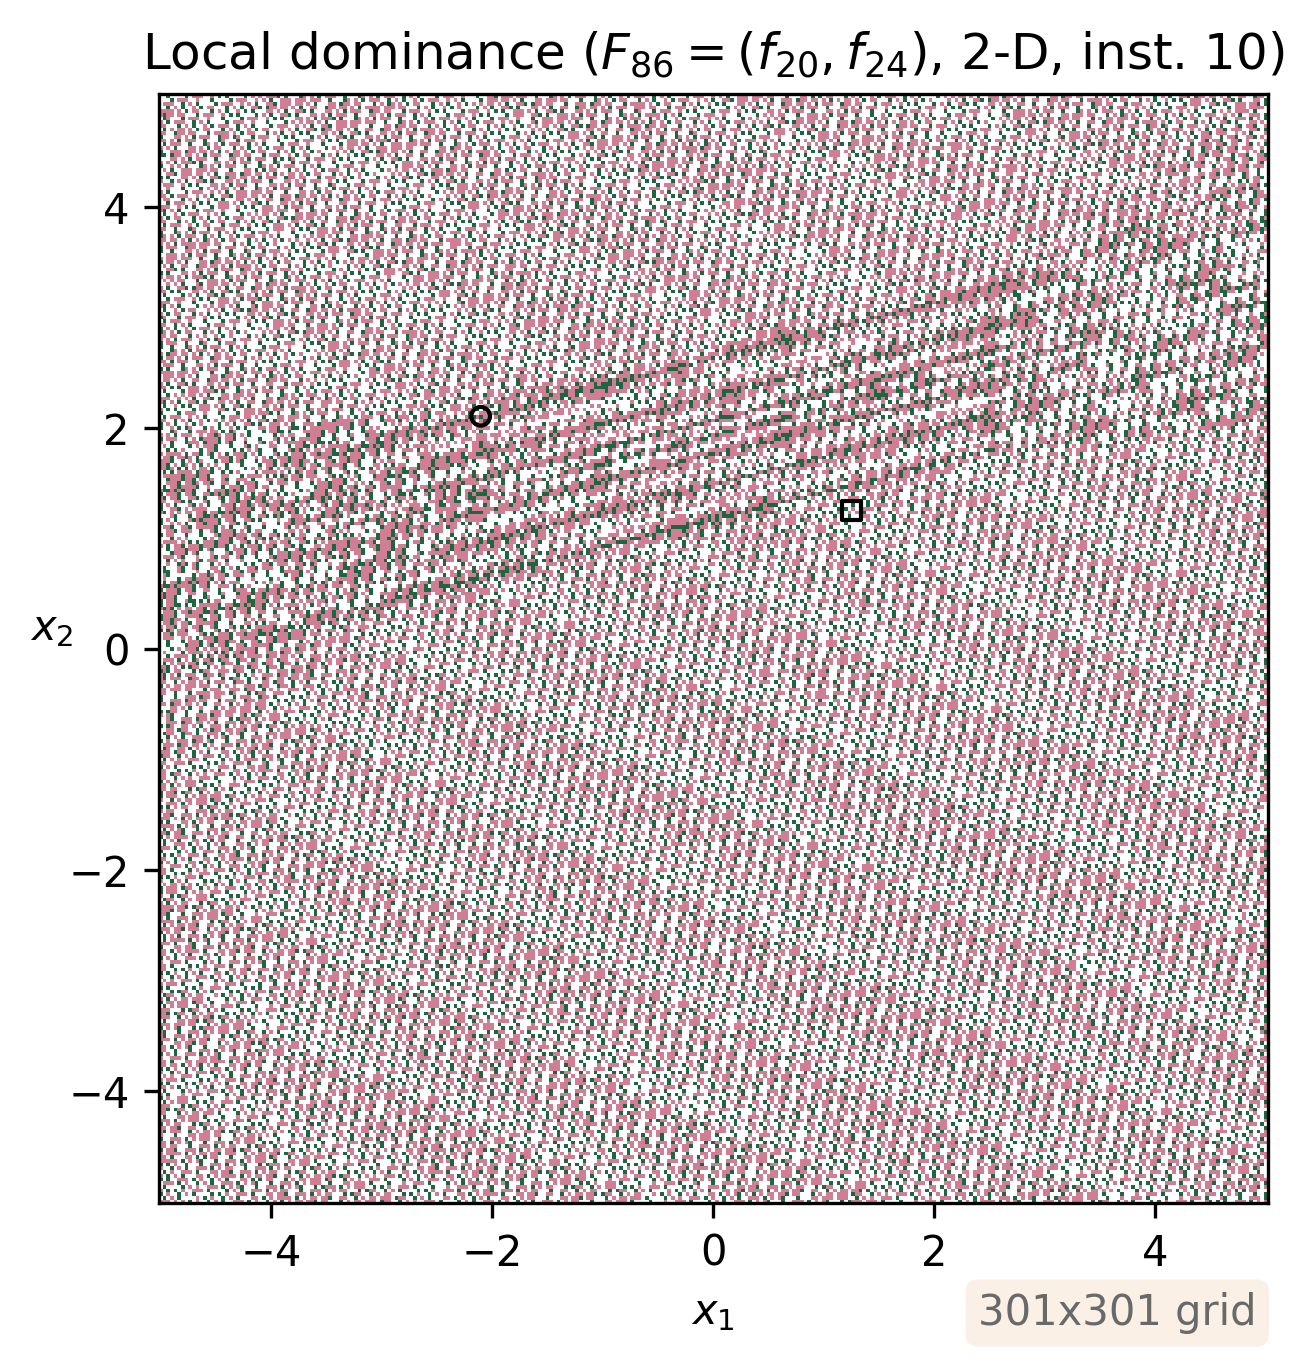 Local dominance (F₈₆ = (f₂₀, f₂₄), 2-D, inst. 10)
4
2
x₂ 0
−2
−4
−4 −2 0 2 4
x₁
301x301 grid